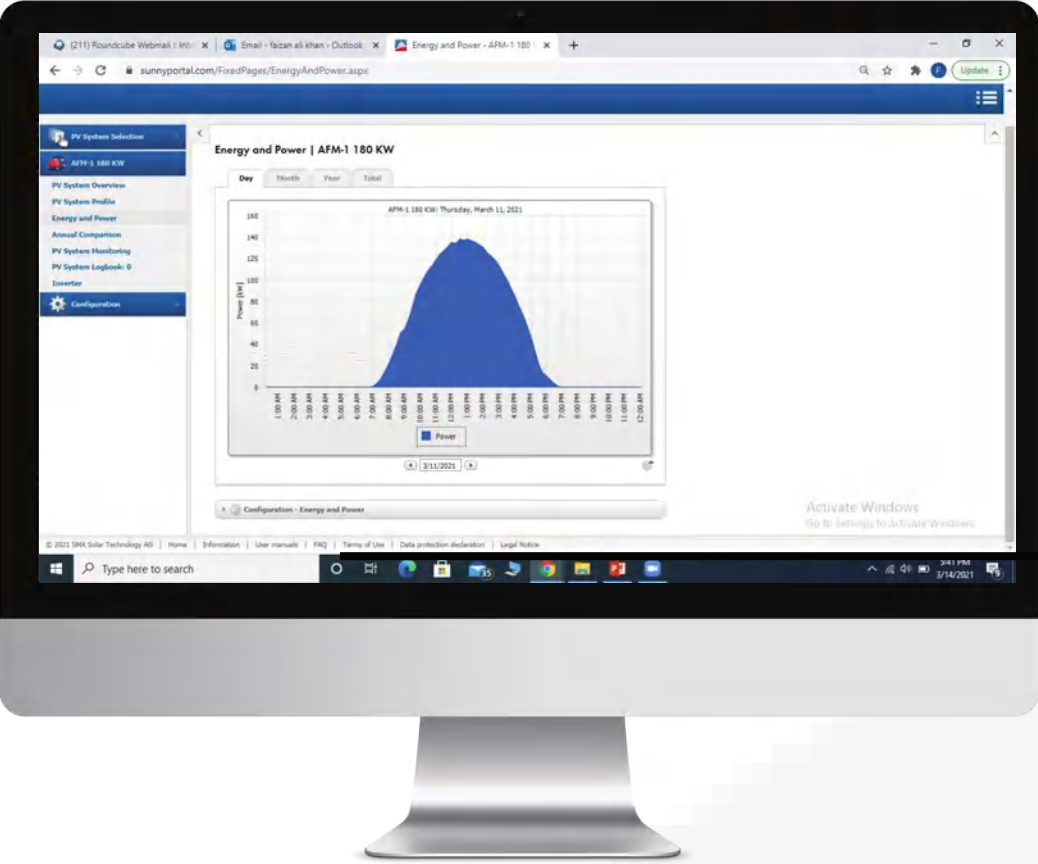 (211) Roundcube Webmail :: Inb
Email - faizan ali khan - Outlook
Energy and Power - AFM-1 180
sunnyportal.com/FixedPages/EnergyAndPower.aspx
F
Update
PV System Selection
AFM-1 180 KW
PV System Overview
PV System Profile
Energy and Power
Annual Comparison
PV System Monitoring
PV System Logbook: 0
Inverter
Configuration
Energy and Power | AFM-1 180 KW
Day Month Year Total
AFM-1 180 KW: Thursday, March 11, 2021
Power [kW]
160
140
120
100
80
60
40
20
0
1:00 AM
2:00 AM
3:00 AM
4:00 AM
5:00 AM
6:00 AM
7:00 AM
8:00 AM
9:00 AM
10:00 AM
11:00 AM
12:00 PM
1:00 PM
2:00 PM
3:00 PM
4:00 PM
5:00 PM
6:00 PM
7:00 PM
8:00 PM
9:00 PM
10:00 PM
11:00 PM
12:00 AM
Power
3/11/2021
Configuration - Energy and Power
Activate Windows
Go to Settings to activate Windows.
© 2021 SMA Solar Technology AG | Home | Information | User manuals | FAQ | Terms of Use | Data protection declaration | Legal Notice
Type here to search
35
3:41 PM
3/14/2021
9